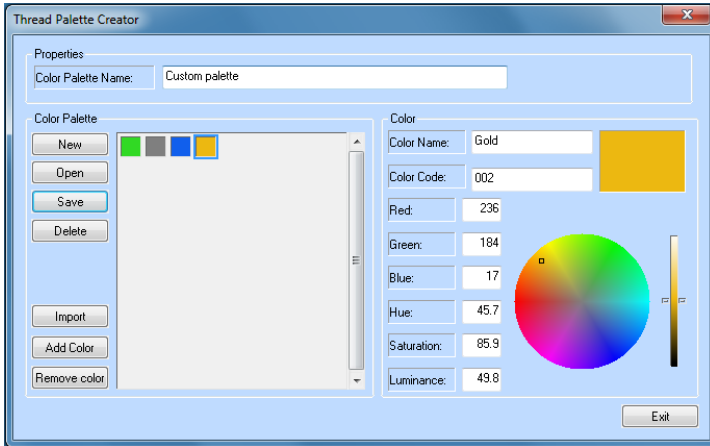 Thread Palette Creator
Properties
Color Palette Name: Custom palette
Color Palette
New
Open
Save
Delete
Import
Add Color
Remove color
Color
Color Name: Gold
Color Code: 002
Red: 236
Green: 184
Blue: 17
Hue: 45.7
Saturation: 85.9
Luminance: 49.8
Exit